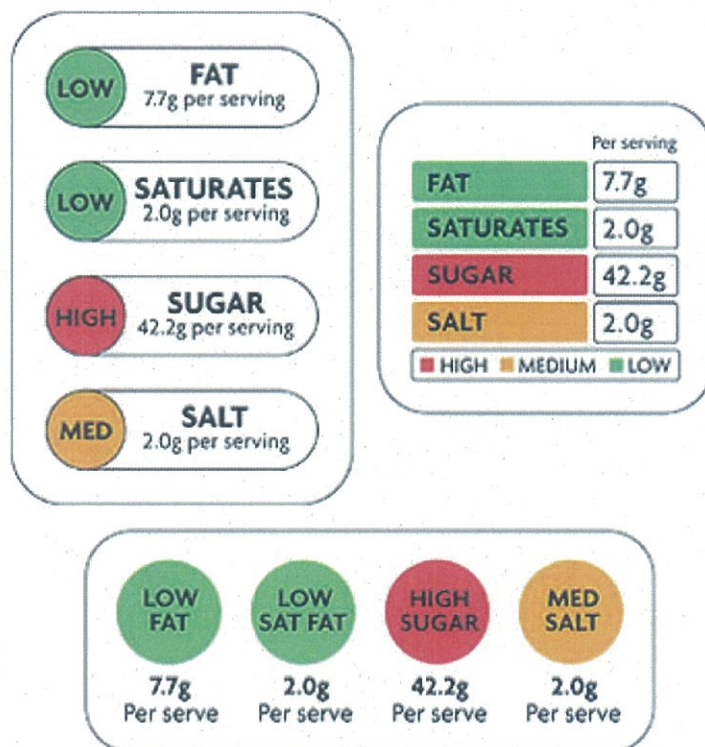 LOW
FAT
7.7g per serving
LOW
SATURATES
2.0g per serving
HIGH
SUGAR
42.2g per serving
MED
SALT
2.0g per serving
Per serving
FAT 7.7g
SATURATES 2.0g
SUGAR 42.2g
SALT 2.0g
HIGH MEDIUM LOW
LOW
FAT
7.7g
Per serve
LOW
SAT FAT
2.0g
Per serve
HIGH
SUGAR
42.2g
Per serve
MED
SALT
2.0g
Per serve